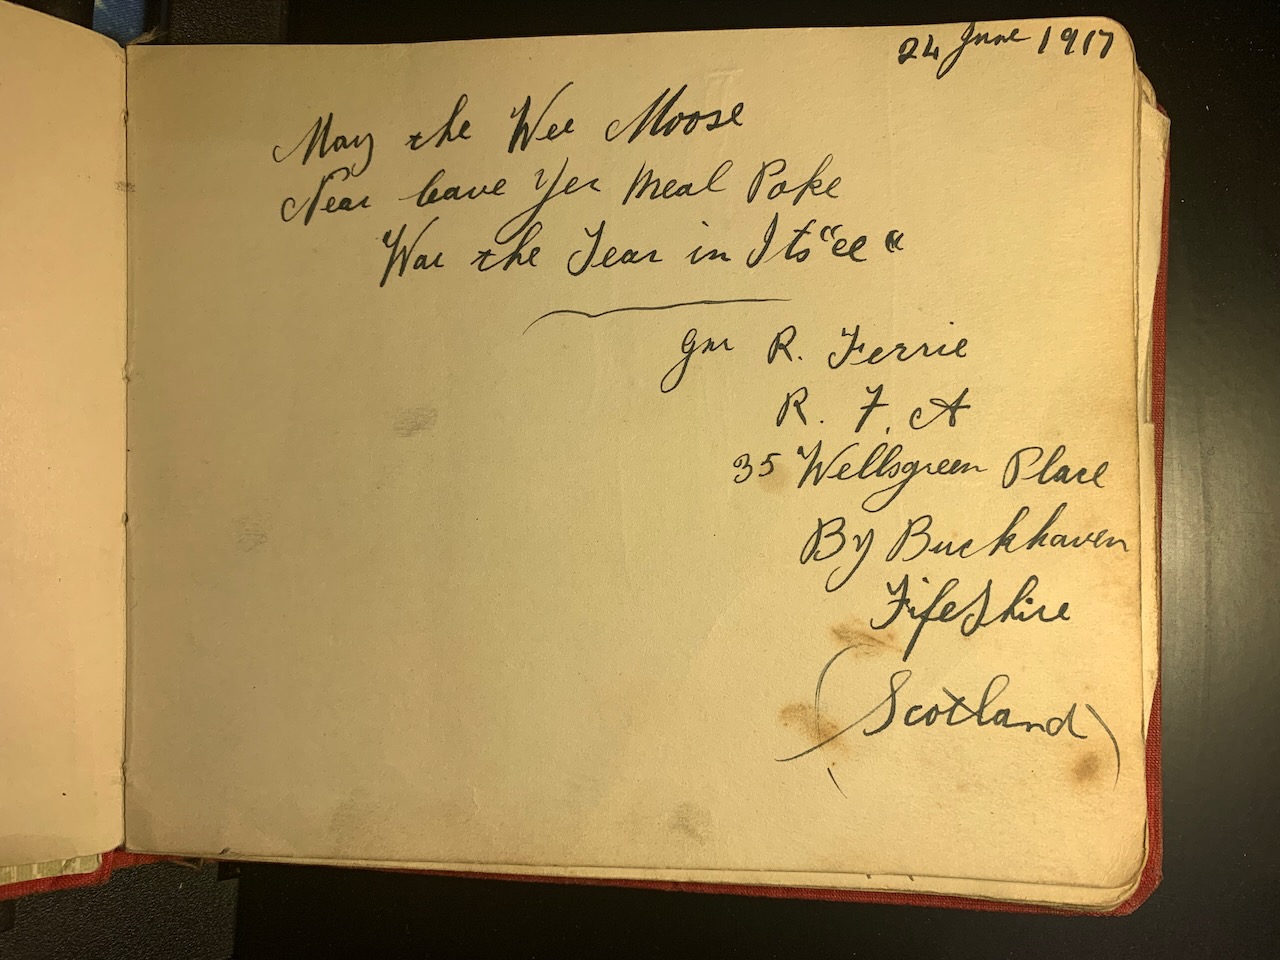 24 June 1917
May the Wee Moose
Near leave Yer Meal Poke
War the Tear in Its "ee"
Gnr R. Ferrie
R. F. A
35 Wellsgreen Place
By Buckhaven
Fifeshire
(Scotland)